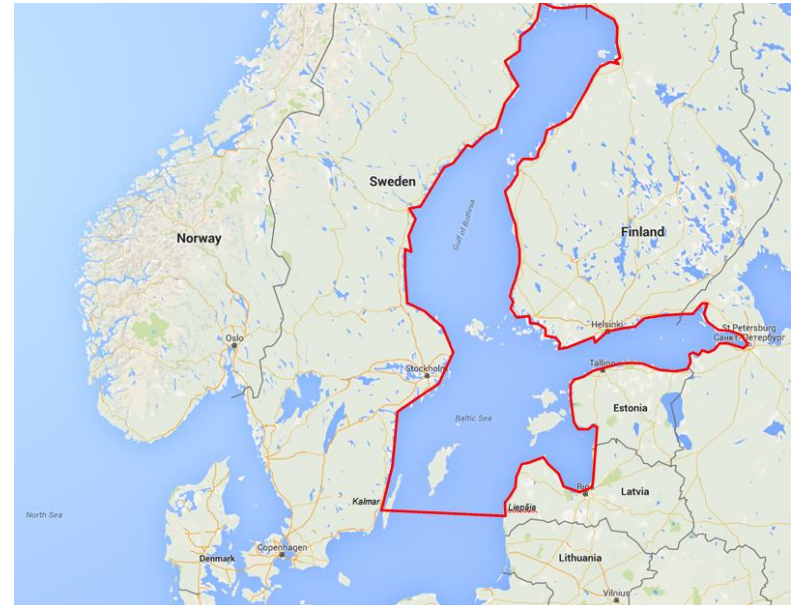 Sweden
Gulf of Bothnia
Norway
Finland
Oslo
Helsinki
St Petersburg
Санкт-Петербург
Stockholm
Tallinn
Estonia
Baltic Sea
Kalmar
Liepāja
Riga
Latvia
North Sea
Copenhagen
Denmark
Lithuania
Vilnius